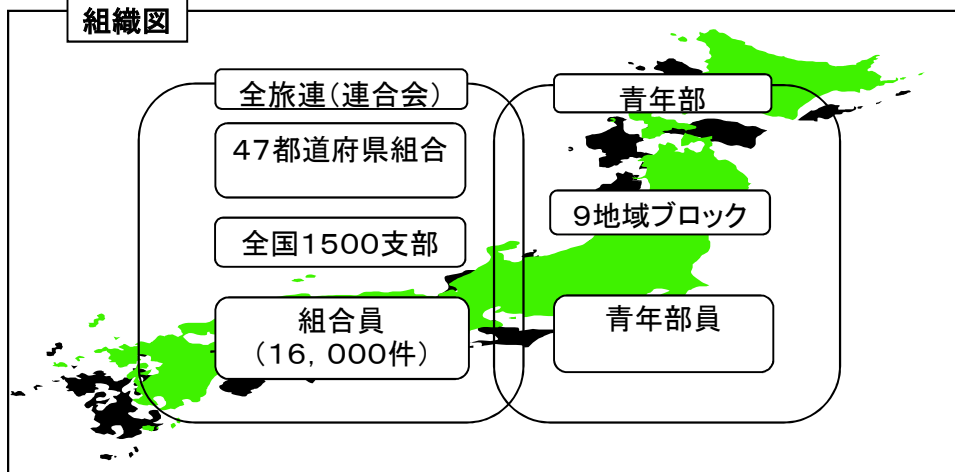 組織図
全旅連(連合会)
47都道府県組合
全国1500支部
組合員
(16,000件)
青年部
9地域ブロック
青年部員